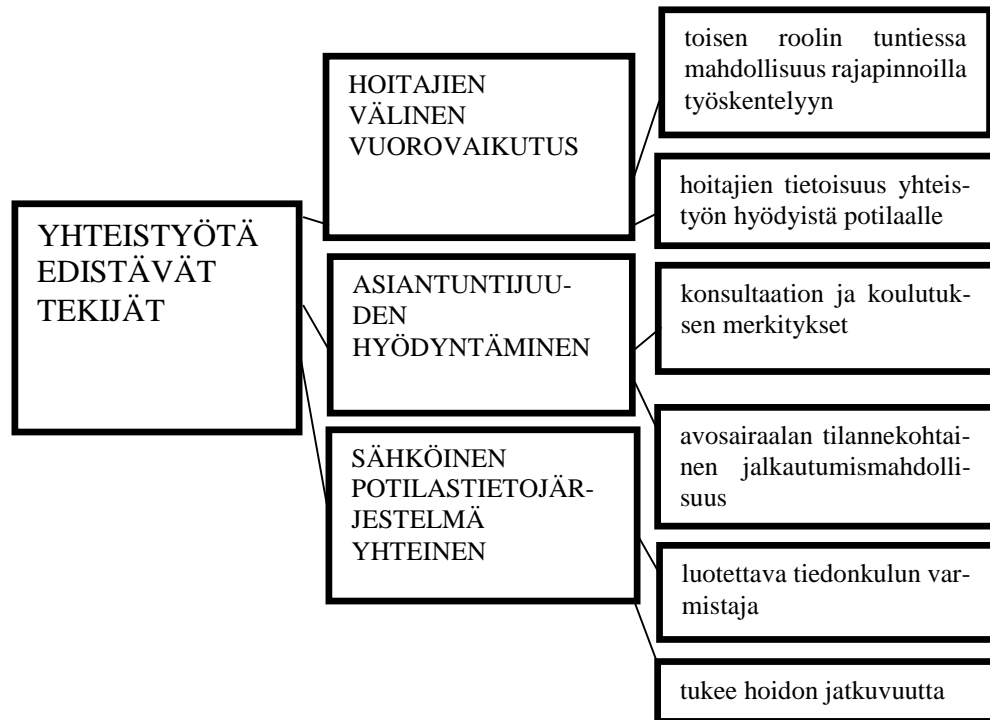 YHTEISTYÖTÄ
EDISTÄVÄT
TEKIJÄT
HOITAJIEN
VÄLINEN
VUOROVAIKUTUS
toisen roolin tuntiessa
mahdollisuus rajapinnoilla
työskentelyyn
hoitajien tietoisuus yhteis-
työn hyödyistä potilaalle
ASIANTUNTIJUU-
DEN
HYÖDYNTÄMINEN
konsultaation ja koulutuk-
sen merkitykset
avosairaalan tilannekohtai-
nen jalkautumismahdolli-
suus
SÄHKÖINEN
POTILASTIETOJÄR-
JESTELMÄ
YHTEINEN
luotettava tiedonkulun var-
mistaja
tukee hoidon jatkuvuutta